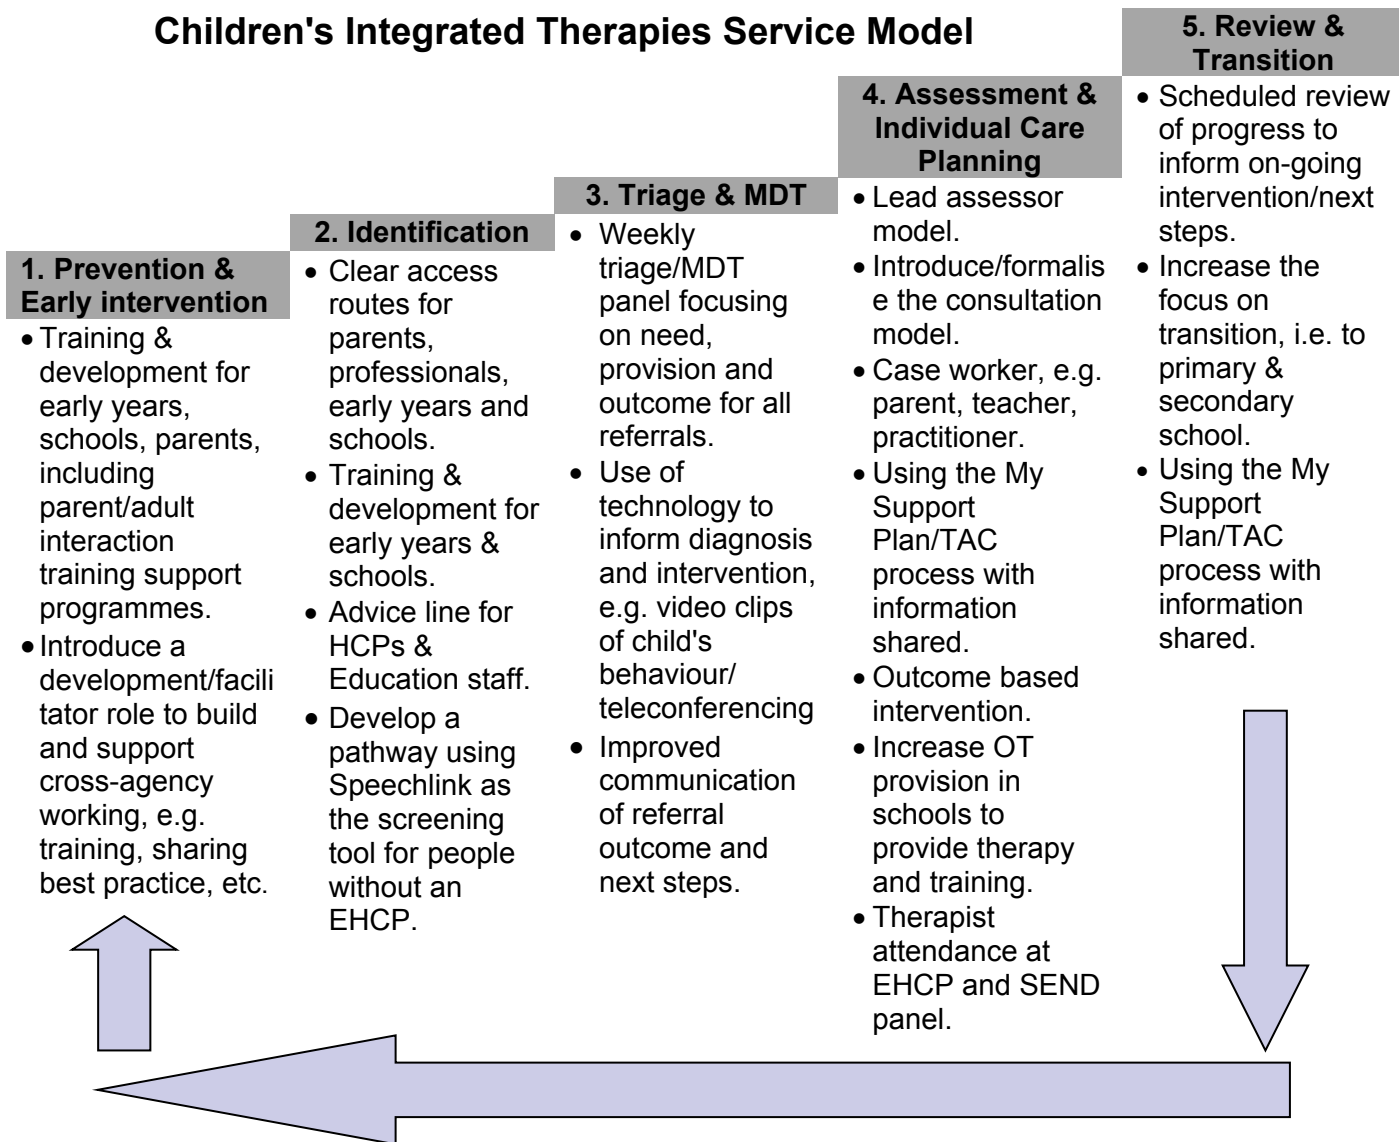 Children's Integrated Therapies Service Model
1. Prevention &
Early intervention
• Training &
development for
early years,
schools, parents,
including
parent/adult
interaction
training support
programmes.
• Introduce a
development/facili
tator role to build
and support
cross-agency
working, e.g.
training, sharing
best practice, etc.
2. Identification
• Clear access
routes for
parents,
professionals,
early years and
schools.
• Training &
development for
early years &
schools.
• Advice line for
HCPs &
Education staff.
• Develop a
pathway using
Speechlink as
the screening
tool for people
without an
EHCP.
3. Triage & MDT
• Weekly
triage/MDT
panel focusing
on need,
provision and
outcome for all
referrals.
• Use of
technology to
inform diagnosis
and intervention,
e.g. video clips
of child's
behaviour/
teleconferencing
• Improved
communication
of referral
outcome and
next steps.
4. Assessment &
Individual Care
Planning
• Lead assessor
model.
• Introduce/formalis
e the consultation
model.
• Case worker, e.g.
parent, teacher,
practitioner.
• Using the My
Support
Plan/TAC
process with
information
shared.
• Outcome based
intervention.
• Increase OT
provision in
schools to
provide therapy
and training.
• Therapist
attendance at
EHCP and SEND
panel.
5. Review &
Transition
• Scheduled review
of progress to
inform on-going
intervention/next
steps.
• Increase the
focus on
transition, i.e. to
primary &
secondary
school.
• Using the My
Support
Plan/TAC
process with
information
shared.